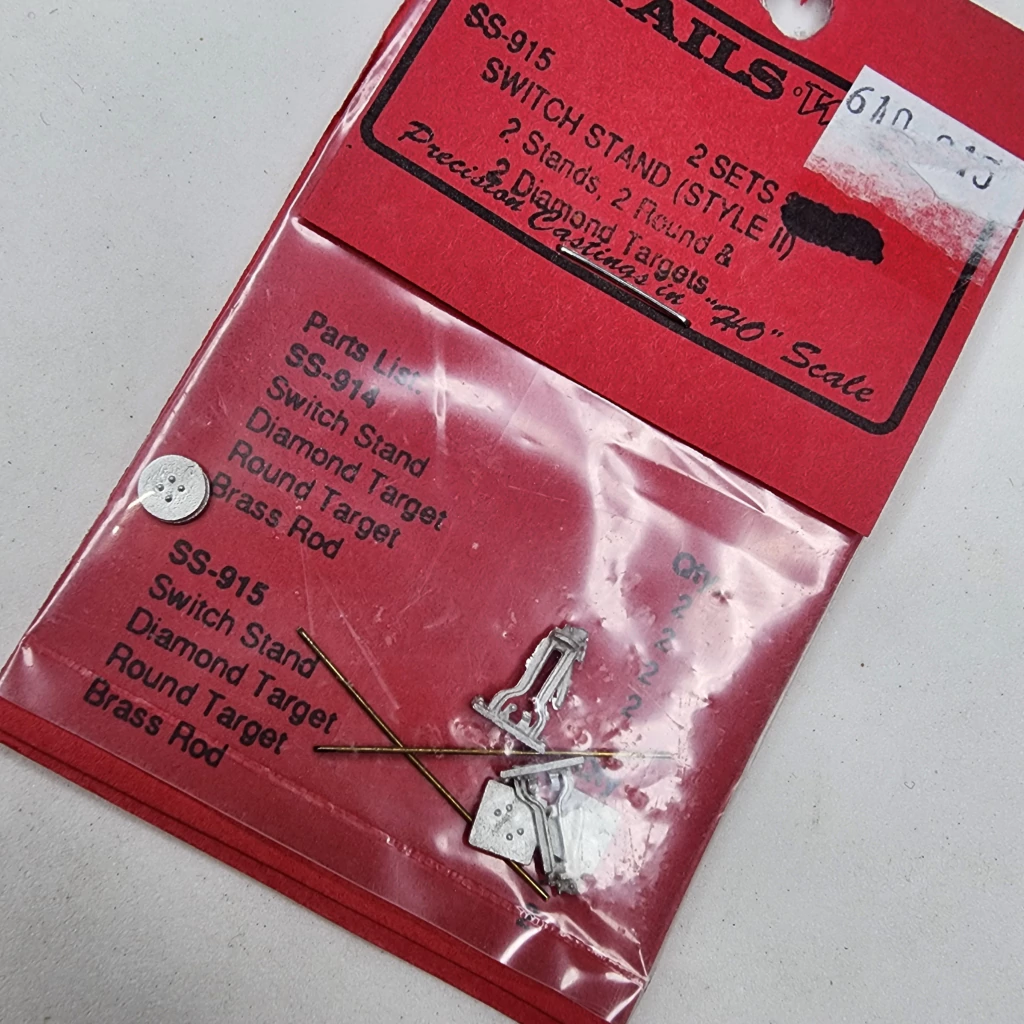 SS-915
2 SETS
SWITCH STAND (STYLE II)
2 Stands, 2 Round &
2 Diamond Targets
Precision Castings in "HO" Scale
Parts List
SS-914
Switch Stand
Diamond Target
Round Target
Brass Rod
Qty.
2
2
2
2
SS-915
Switch Stand
Diamond Target
Round Target
Brass Rod
2